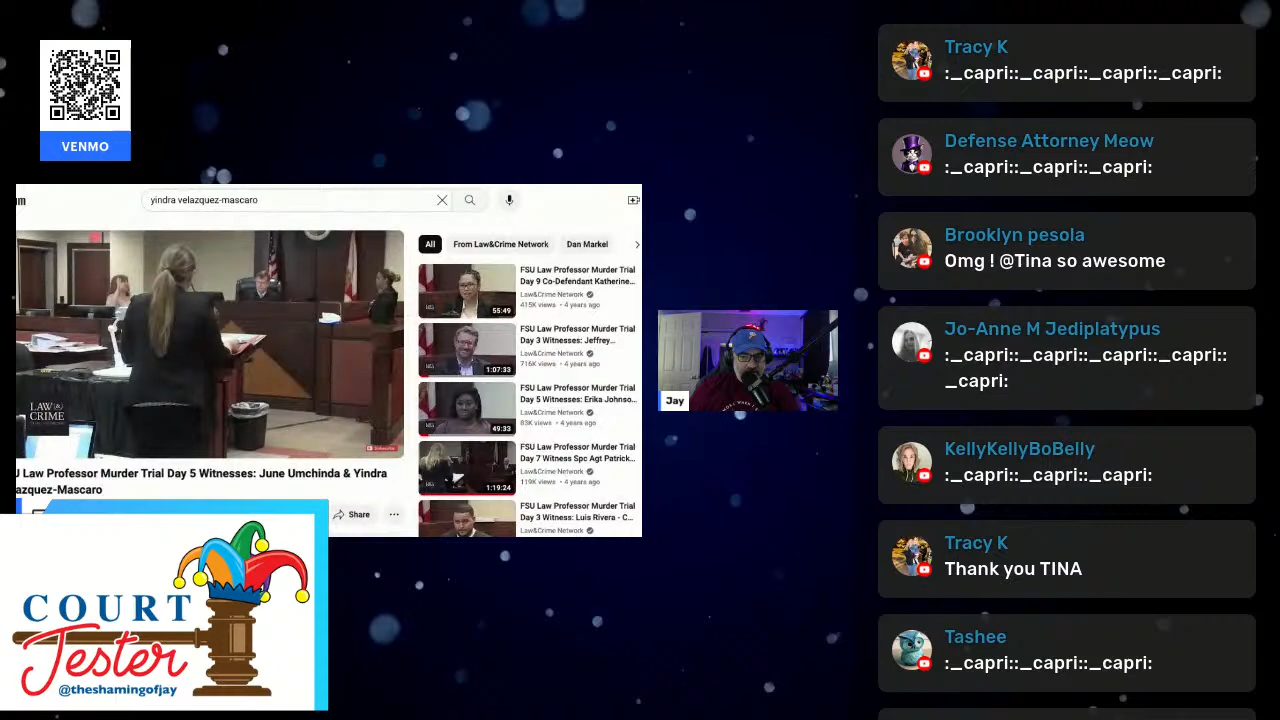 VENMO
um
yindra velazquez-mascaro
All
From Law&Crime Network
Dan Markel
FSU Law Professor Murder Trial
Day 9 Co-Defendant Katherine...
Law&Crime Network
415K views • 4 years ago
55:49
FSU Law Professor Murder Trial
Day 3 Witnesses: Jeffrey...
Law&Crime Network
716K views • 4 years ago
1:07:33
FSU Law Professor Murder Trial
Day 5 Witnesses: Erika Johnso...
Law&Crime Network
83K views • 4 years ago
49:33
FSU Law Professor Murder Trial
Day 7 Witness Spc Agt Patrick...
Law&Crime Network
119K views • 4 years ago
1:19:24
FSU Law Professor Murder Trial
Day 3 Witness: Luis Rivera - C...
Law&Crime Network
LAW&
CRIME
U Law Professor Murder Trial Day 5 Witnesses: June Umchinda & Yindra
azquez-Mascaro
Share
Jay
COURT
Jester
@theshamingofjay
Tracy K
:_capri::_capri::_capri::_capri:
Defense Attorney Meow
:_capri::_capri::_capri:
Brooklyn pesola
Omg ! @Tina so awesome
Jo-Anne M Jediplatypus
:_capri::_capri::_capri::_capri::
_capri:
KellyKellyBoBelly
:_capri::_capri::_capri:
Tracy K
Thank you TINA
Tashee
:_capri::_capri::_capri: